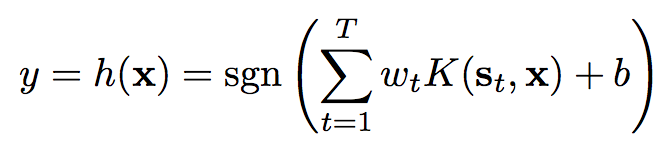 y = h(x) = sgn ( ∑_{t=1}^{T} w_t K(s_t, x) + b )